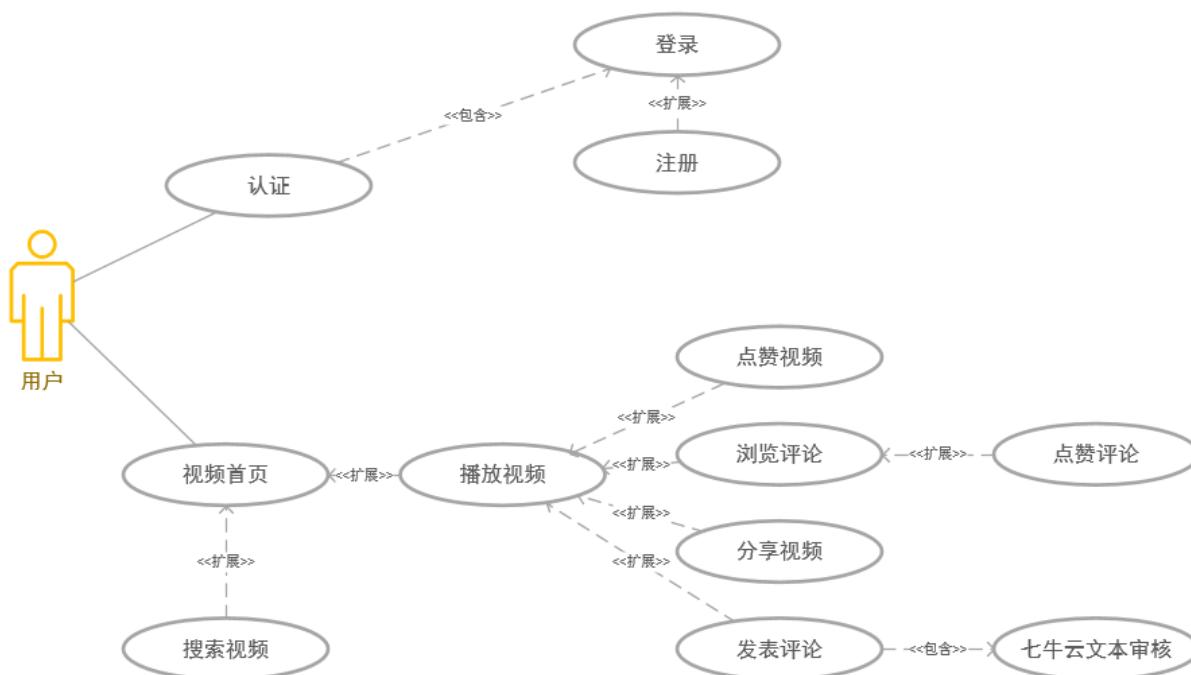 登录
<<包含>>
<<扩展>>
注册
认证
用户
点赞视频
<<扩展>>
浏览评论
<<扩展>>
点赞评论
视频首页
<<扩展>>
播放视频
<<扩展>>
<<扩展>>
分享视频
<<扩展>>
<<扩展>>
搜索视频
发表评论
<<包含>>
七牛云文本审核